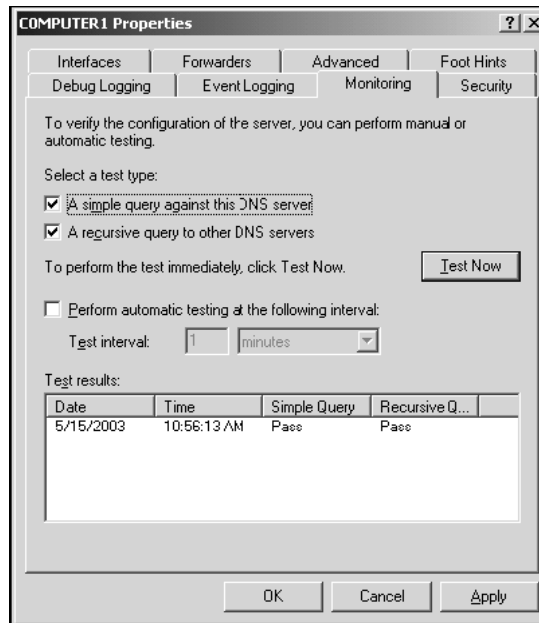 COMPUTER1 Properties
Interfaces Forwarders Advanced Foot Hints
Debug Logging Event Logging Monitoring Security
To verify the configuration of the server, you can perform manual or
automatic testing.
Select a test type:
A simple query against this DNS server
A recursive query to other DNS servers
To perform the test immediately, click Test Now.
Test Now
Perform automatic testing at the following interval:
Test interval: 1 minutes
Test results:
Date Time Simple Query Recursive Q...
5/15/2003 10:56:13 AM Pass Pass
OK Cancel Apply